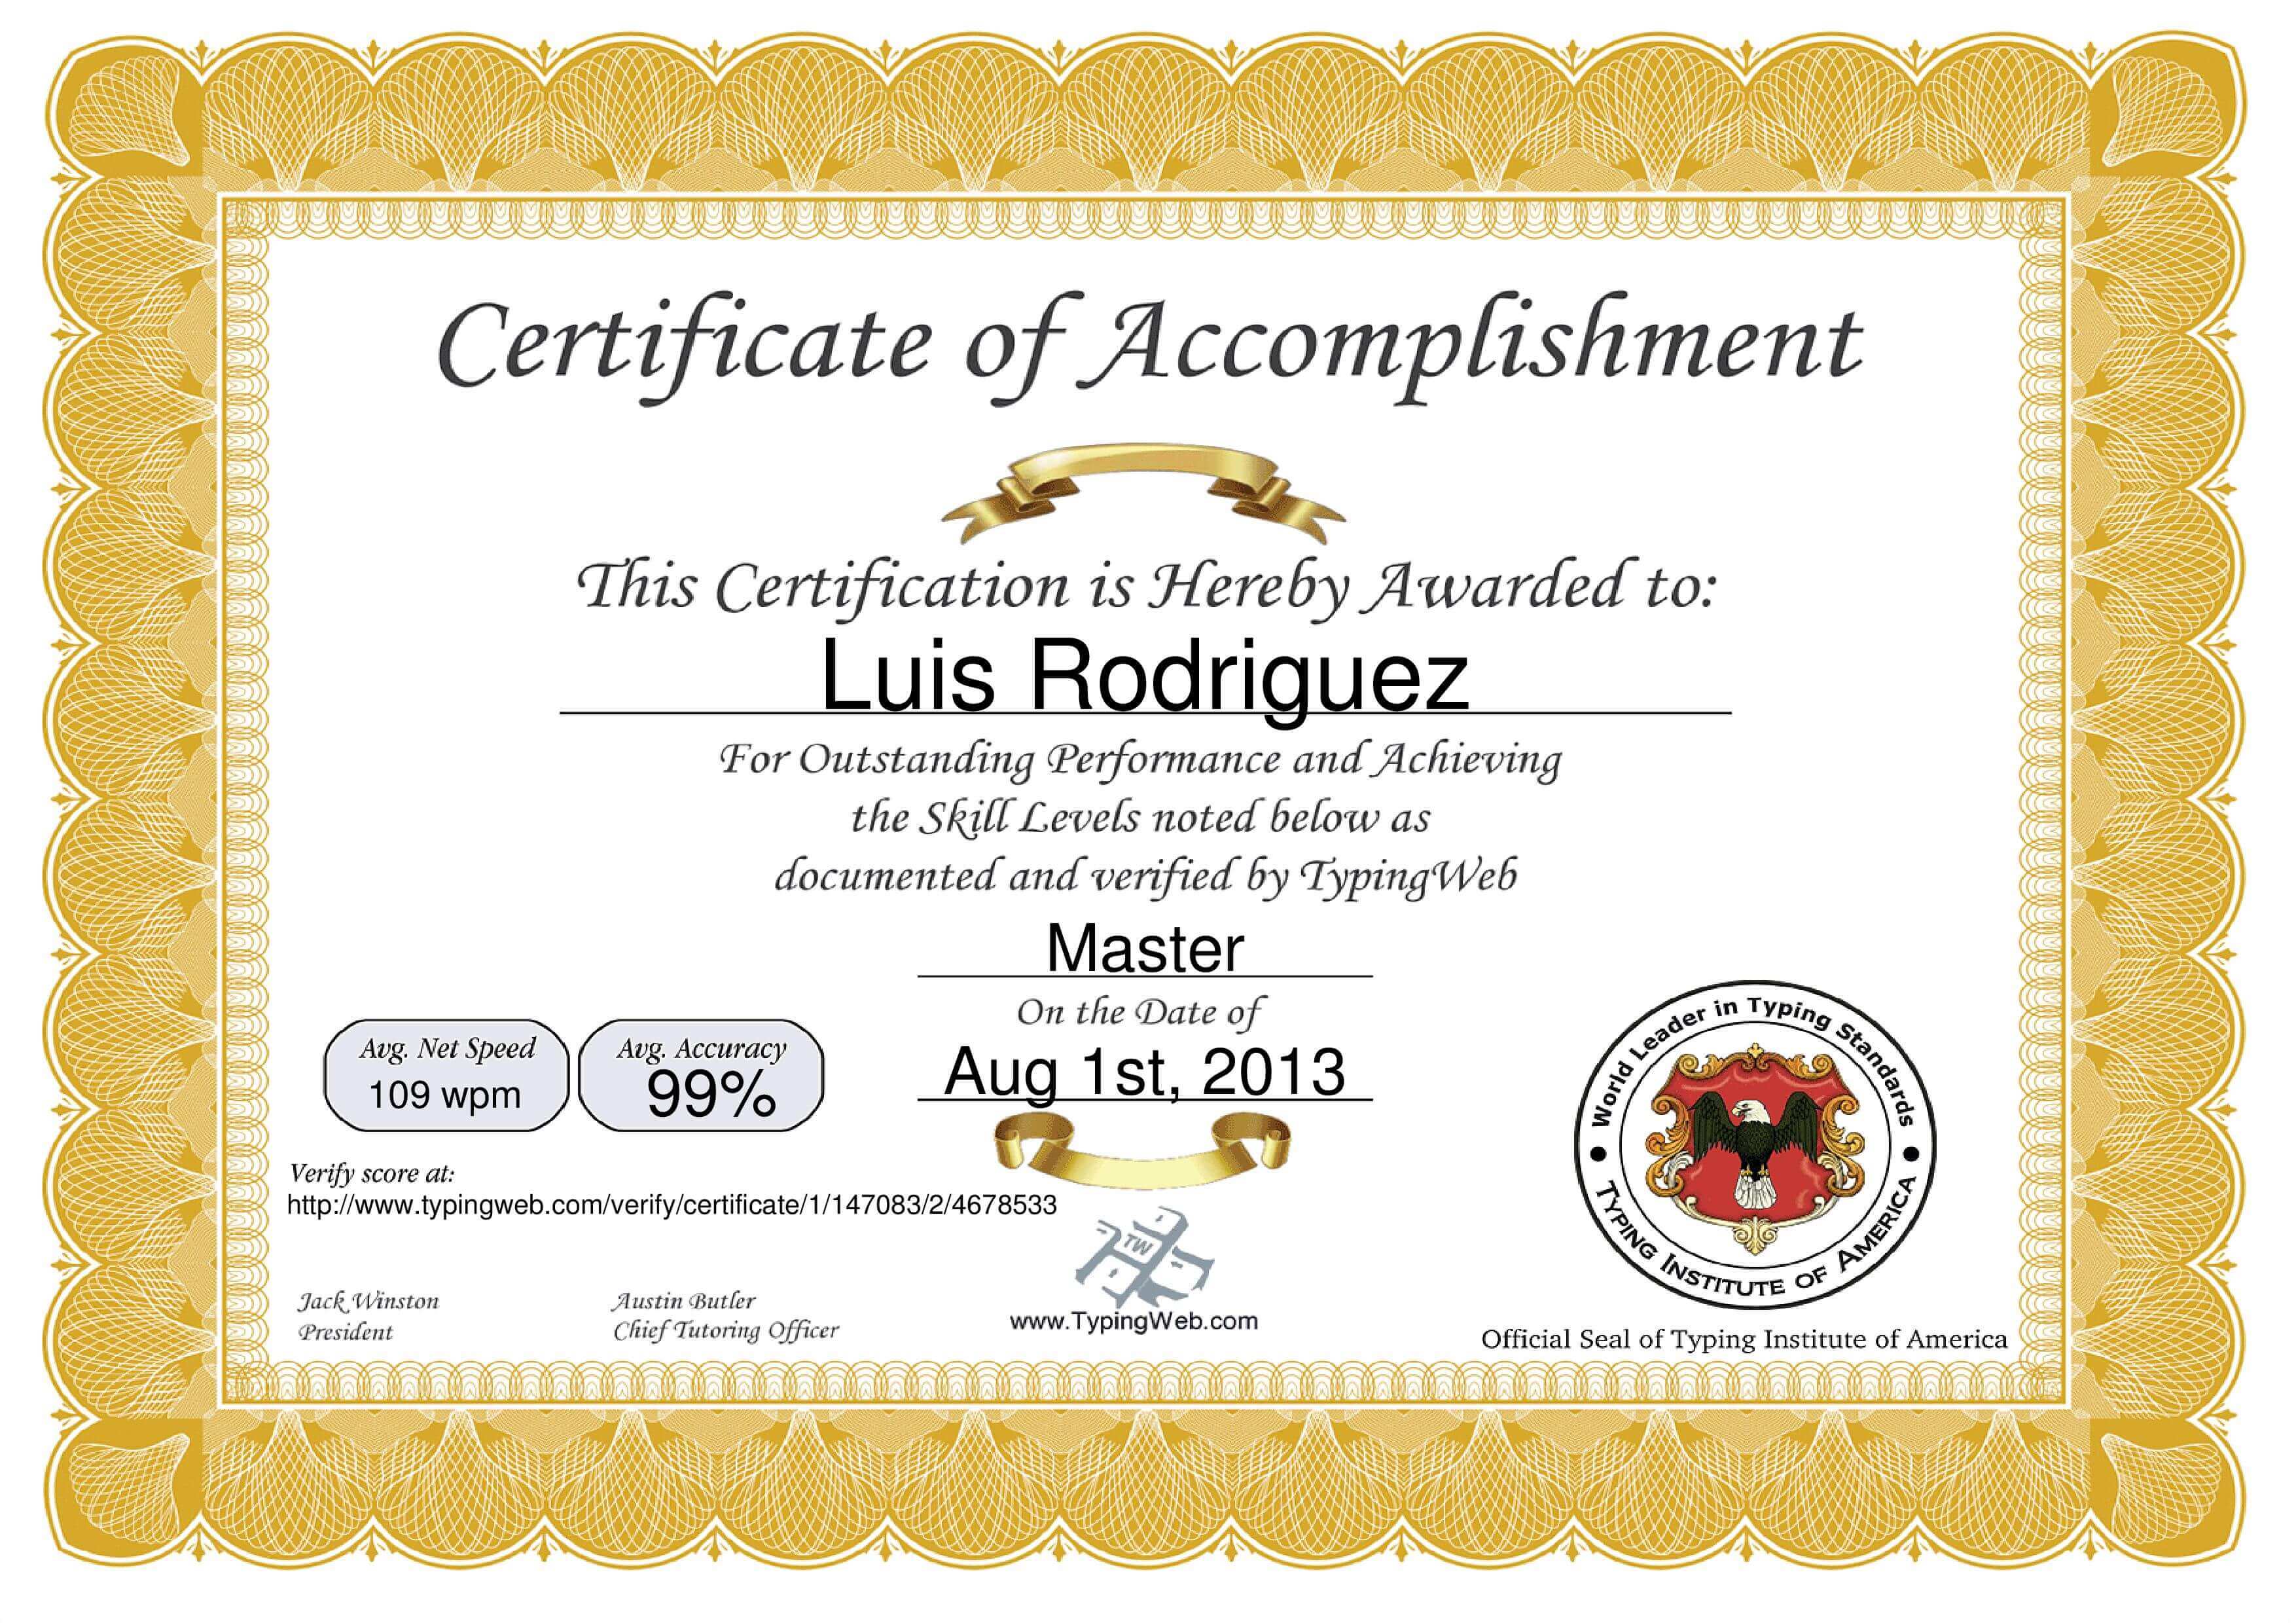 Certificate of Accomplishment
This Certification is Hereby Awarded to:
Luis Rodriguez
For Outstanding Performance and Achieving
the Skill Levels noted below as
documented and verified by TypingWeb
Master
On the Date of
Aug 1st, 2013
Avg. Net Speed
109 wpm
Avg. Accuracy
99%
Verify score at:
http://www.typingweb.com/verify/certificate/1/147083/2/4678533
Jack Winston
President
Austin Butler
Chief Tutoring Officer
TW
www.TypingWeb.com
World Leader in Typing Standards
TYPING INSTITUTE OF AMERICA
Official Seal of Typing Institute of America